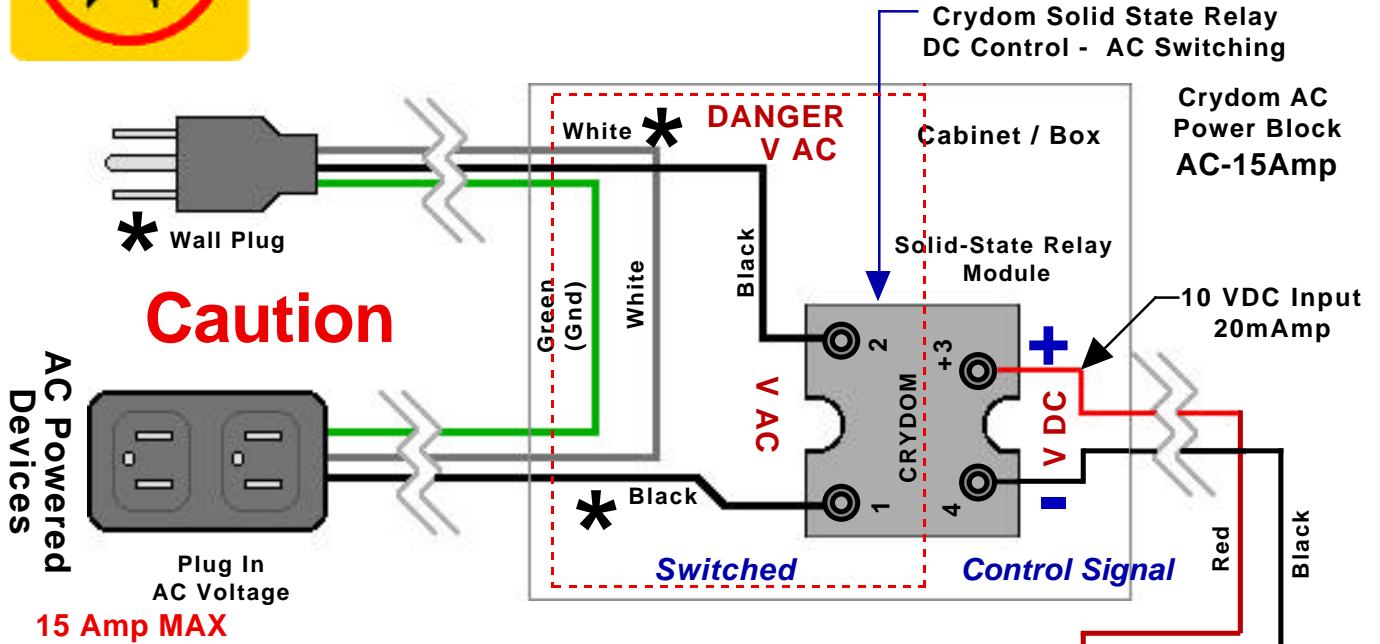 Crydom Solid State Relay
DC Control - AC Switching
Crydom AC
Power Block
AC-15Amp
White
*
DANGER
V AC
Cabinet / Box
*
Wall Plug
Caution
Green
(Gnd)
White
Black
Solid-State Relay
Module
10 VDC Input
20mAmp
AC Powered
Devices
2
+3
+
V AC
CRYDOM
V DC
1
4
-
*
Black
Plug In
AC Voltage
15 Amp MAX
Switched
Control Signal
Red
Black